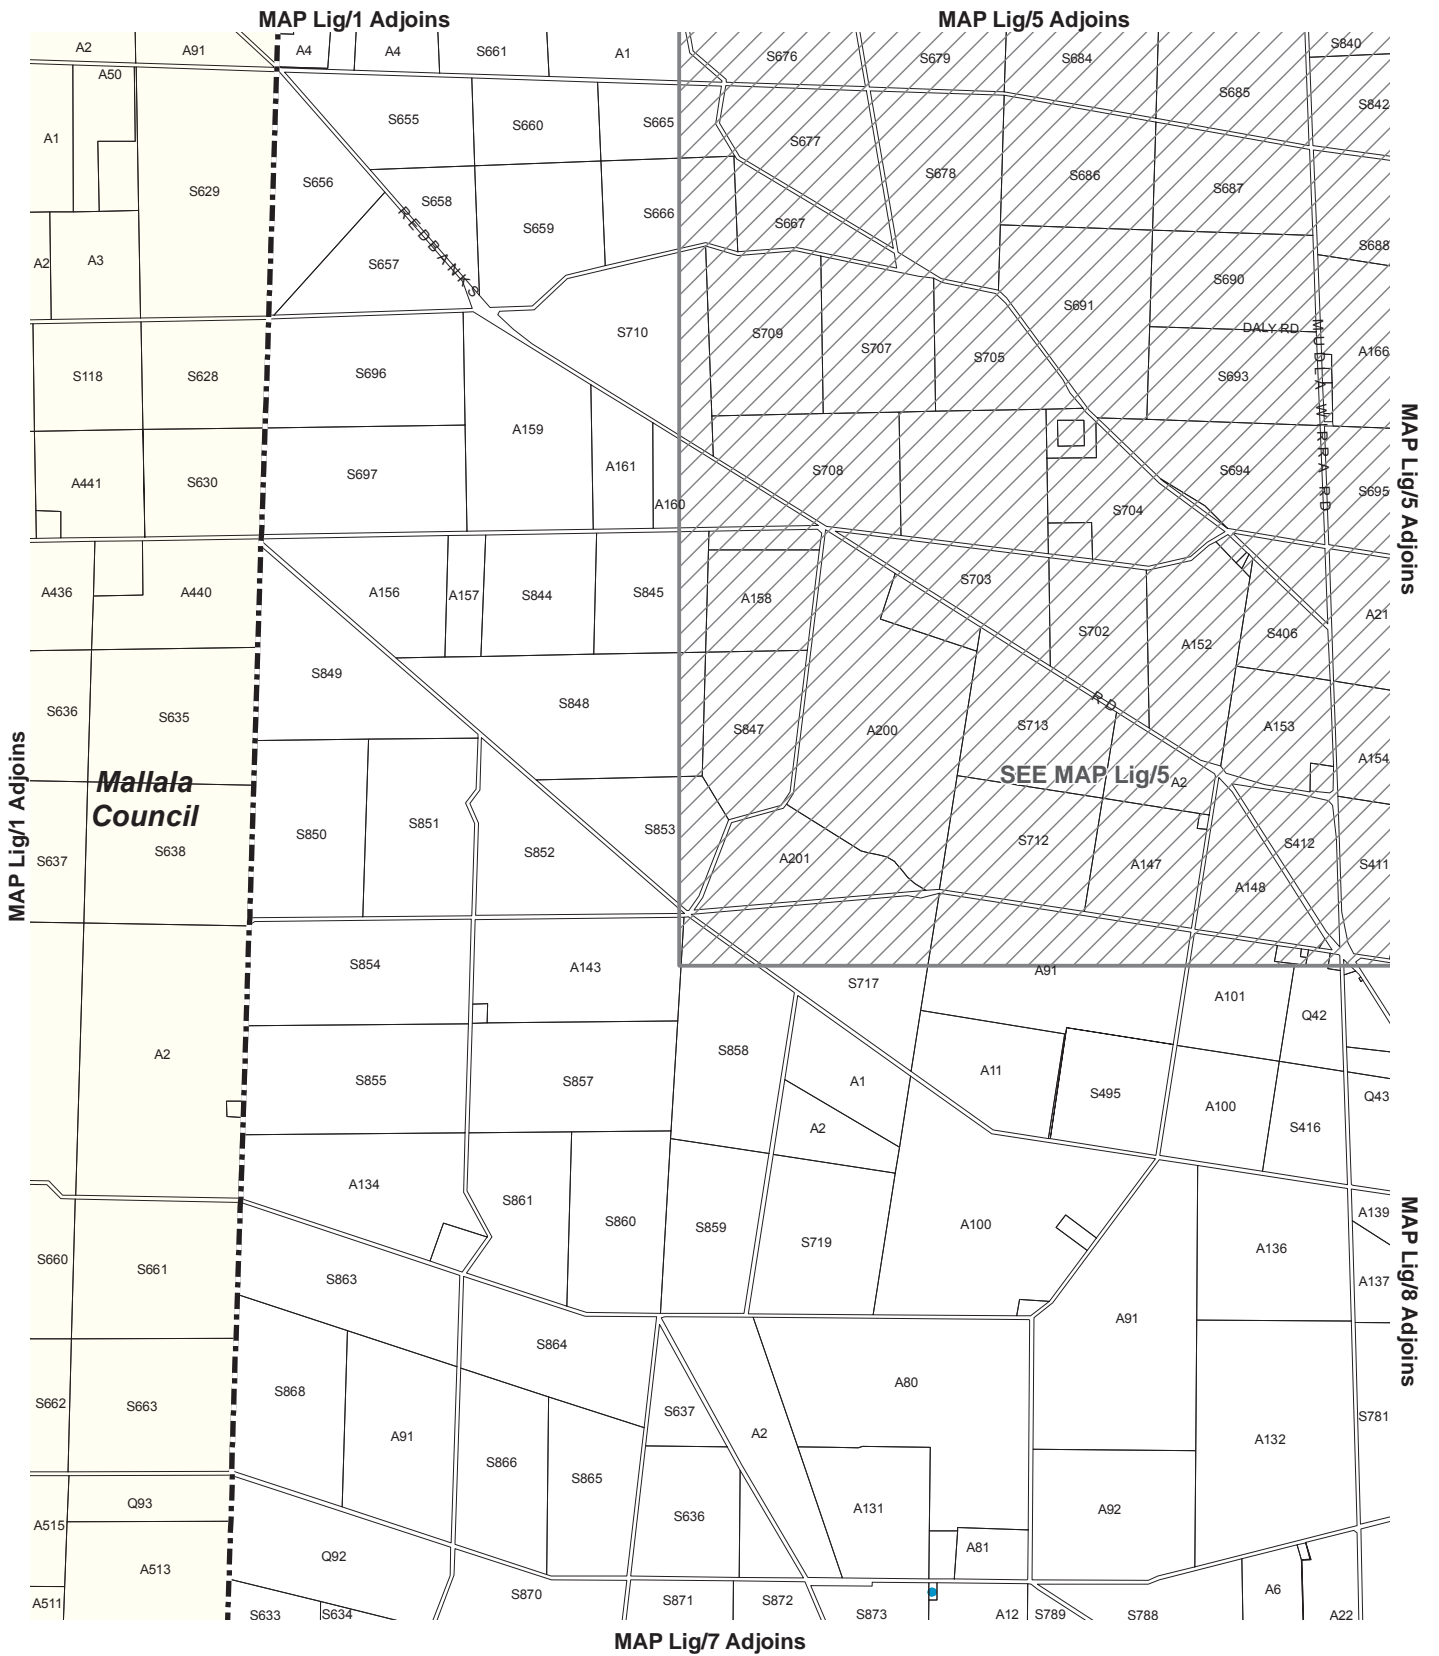 MAP Lig/1 Adjoins
MAP Lig/5 Adjoins
A2
A91
A4
A4
S661
A1
S676
S679
S684
S840
A50
S685
S842
A1
S655
S660
S665
S677
S629
S656
S658
S659
S666
S667
S678
S686
S687
A2
A3
REDBANKS
S657
S688
S690
S691
S710
S709
S707
S705
DALY RD
MUDLA WIRRA RD
A166
S118
S628
S696
S693
A159
A441
S630
S697
A161
A160
S708
S704
S694
S695
MAP Lig/5 Adjoins
A436
A440
A156
A157
S844
S845
A158
S703
S702
A152
S406
A21
S849
S848
S636
S635
S847
A200
S713
RD
A153
A154
SEE MAP Lig/5
A2
MAP Lig/1 Adjoins
Mallala
Council
S637
S638
S850
S851
S852
S853
A201
S712
A147
A148
S412
S411
S854
A143
S717
A91
A101
Q42
A2
S855
S857
S858
A1
A2
A11
S495
A100
S416
Q43
A134
S861
S860
S859
S719
A100
A136
A139
A137
MAP Lig/8 Adjoins
S660
S661
S863
S864
A91
S662
S663
S868
A91
S866
S865
S637
A2
A80
A132
S781
Q93
A515
A513
A511
Q92
S636
A131
A81
A92
S633
S634
S870
S871
S872
S873
A12
S789
S788
A6
A22
MAP Lig/7 Adjoins